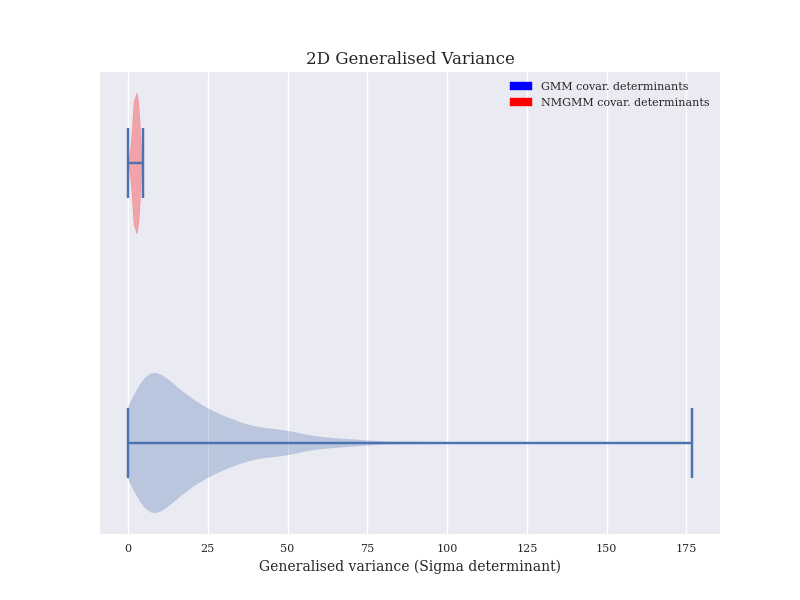 2D Generalised Variance
GMM covar. determinants
NMGMM covar. determinants
0 25 50 75 100 125 150 175
Generalised variance (Sigma determinant)